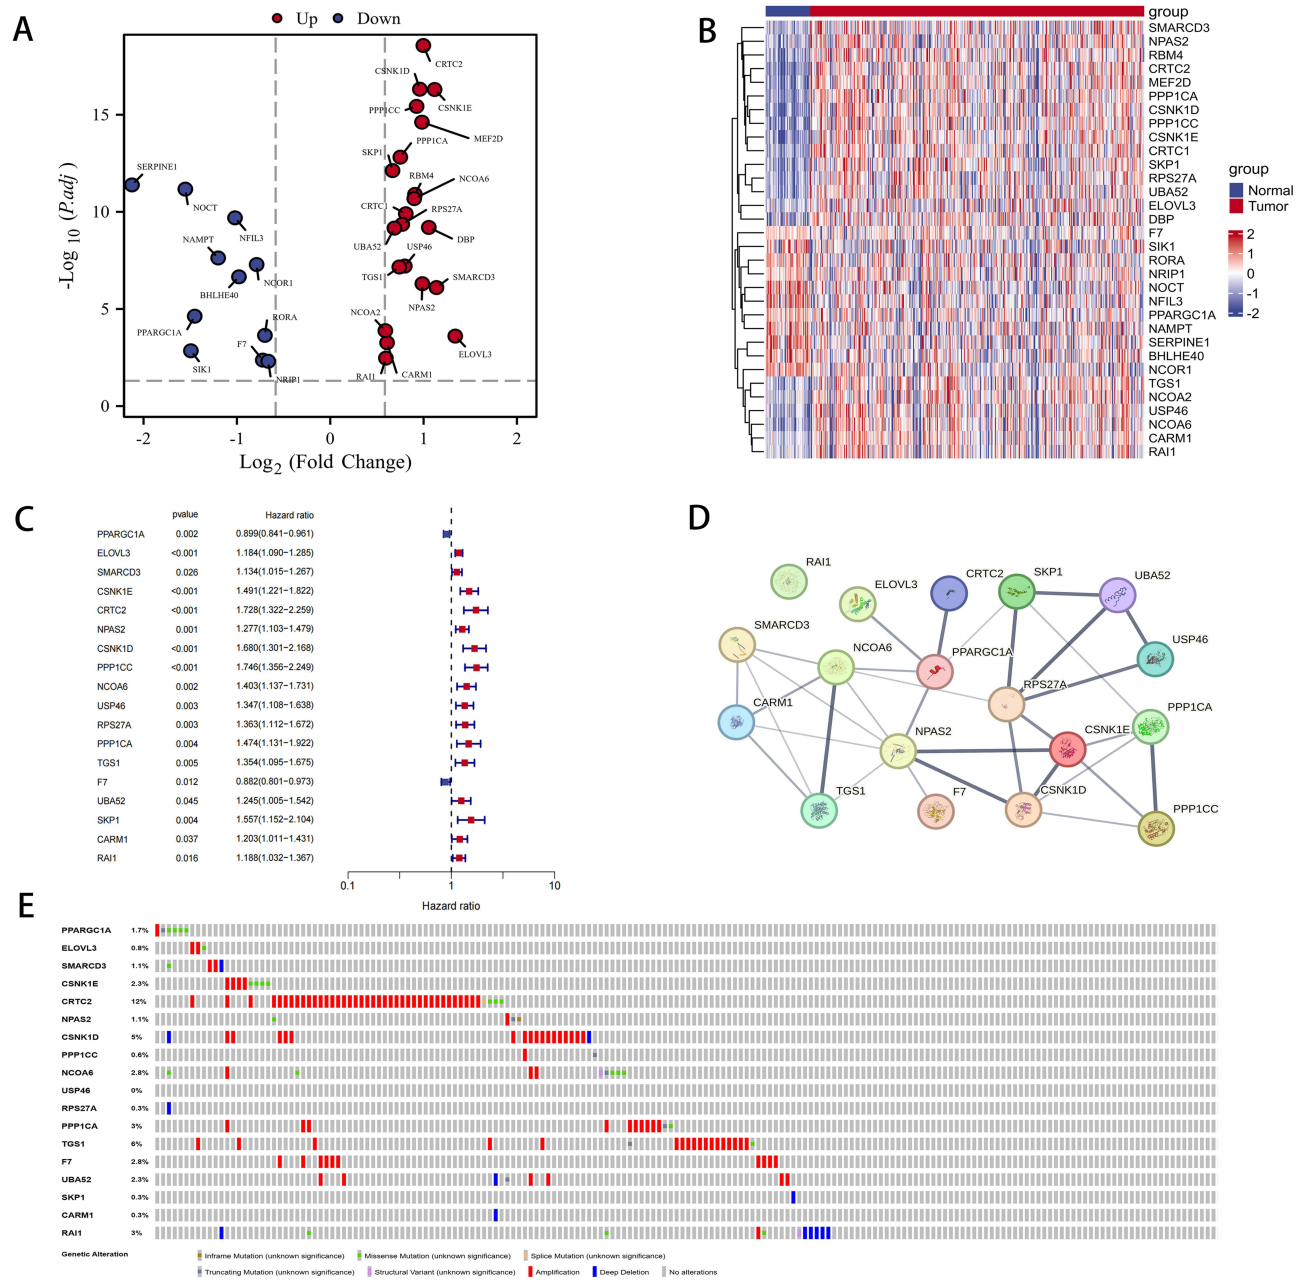 A
Up Down
CRTC2
CSNK1D
CSNK1E
PPP1CC
MEF2D
PPP1CA
SKP1
RBM4
NCOA6
CRTC1
RPS27A
UBA52
USP46
DBP
TGS1
SMARCD3
NPAS2
NCOA2
ELOVL3
RAI1
CARM1
SERPINE1
NOCT
NFIL3
NAMPT
NCOR1
BHLHE40
PPARGC1A
RORA
SIK1
F7
NRIP1
15
10
5
0
-2 -1 0 1 2
-Log 10 (P.adj)
Log2 (Fold Change)
B
group
SMARCD3
NPAS2
RBM4
CRTC2
MEF2D
PPP1CA
CSNK1D
PPP1CC
CSNK1E
CRTC1
SKP1
RPS27A
UBA52
ELOVL3
DBP
F7
SIK1
RORA
NRIP1
NOCT
NFIL3
PPARGC1A
NAMPT
SERPINE1
BHLHE40
NCOR1
TGS1
NCOA2
USP46
NCOA6
CARM1
RAI1
group
Normal
Tumor
2
1
0
-1
-2
C
pvalue Hazard ratio
PPARGC1A 0.002 0.899(0.841−0.961)
ELOVL3 <0.001 1.184(1.090−1.285)
SMARCD3 0.026 1.134(1.015−1.267)
CSNK1E <0.001 1.491(1.221−1.822)
CRTC2 <0.001 1.728(1.322−2.259)
NPAS2 0.001 1.277(1.103−1.479)
CSNK1D <0.001 1.680(1.301−2.168)
PPP1CC <0.001 1.746(1.356−2.249)
NCOA6 0.002 1.403(1.137−1.731)
USP46 0.003 1.347(1.108−1.638)
RPS27A 0.003 1.363(1.112−1.672)
PPP1CA 0.004 1.474(1.131−1.922)
TGS1 0.005 1.354(1.095−1.675)
F7 0.012 0.882(0.801−0.973)
UBA52 0.045 1.245(1.005−1.542)
SKP1 0.004 1.557(1.152−2.104)
CARM1 0.037 1.203(1.011−1.431)
RAI1 0.016 1.188(1.032−1.367)
0.1 1 10
Hazard ratio
D
RAI1
ELOVL3
CRTC2
SKP1
UBA52
SMARCD3
NCOA6
PPARGC1A
USP46
RPS27A
CARM1
NPAS2
CSNK1E
PPP1CA
TGS1
F7
CSNK1D
PPP1CC
E
PPARGC1A 1.7%
ELOVL3 0.8%
SMARCD3 1.1%
CSNK1E 2.3%
CRTC2 12%
NPAS2 1.1%
CSNK1D 5%
PPP1CC 0.6%
NCOA6 2.8%
USP46 0%
RPS27A 0.3%
PPP1CA 3%
TGS1 6%
F7 2.8%
UBA52 2.3%
SKP1 0.3%
CARM1 0.3%
RAI1 3%
Genetic Alteration Inframe Mutation (unknown significance) Missense Mutation (unknown significance) Splice Mutation (unknown significance)
Truncating Mutation (unknown significance) Structural Variant (unknown significance) Amplification Deep Deletion No alterations